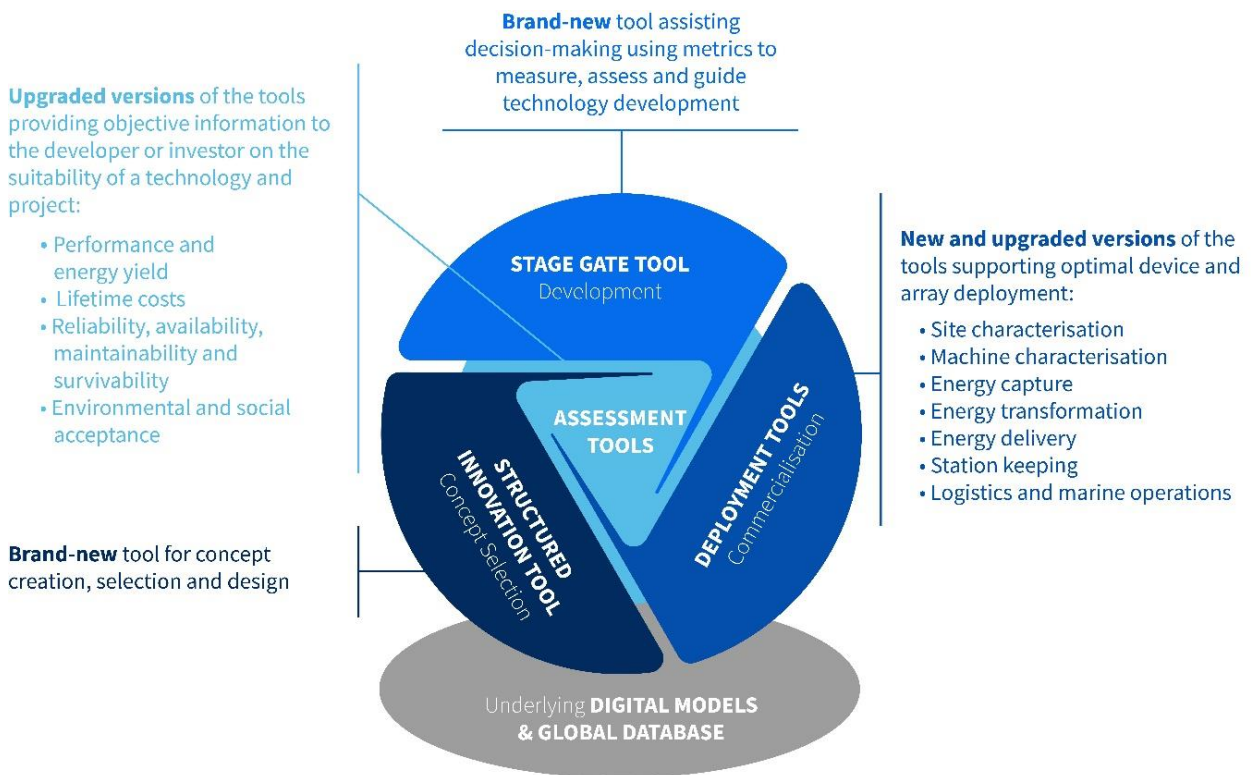 Brand-new tool assisting
decision-making using metrics to
measure, assess and guide
technology development
Upgraded versions of the tools
providing objective information to
the developer or investor on the
suitability of a technology and
project:
• Performance and
energy yield
• Lifetime costs
• Reliability, availability,
maintainability and
survivability
• Environmental and social
acceptance
New and upgraded versions of the
tools supporting optimal device and
array deployment:
• Site characterisation
• Machine characterisation
• Energy capture
• Energy transformation
• Energy delivery
• Station keeping
• Logistics and marine operations
STAGE GATE TOOL
Development
ASSESSMENT
TOOLS
DEPLOYMENT TOOLS
Commercialisation
STRUCTURED
INNOVATION TOOL
Concept Selection
Brand-new tool for concept
creation, selection and design
Underlying DIGITAL MODELS
& GLOBAL DATABASE